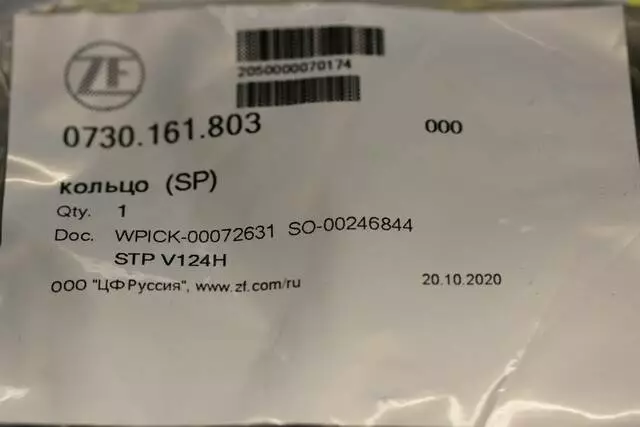 ZF
2050000070174
0730.161.803 000
кольцо (SP)
Qty. 1
Doc. WPICK-00072631 SO-00246844
STP V124H
ООО "ЦФ Руссия", www.zf.com/ru 20.10.2020